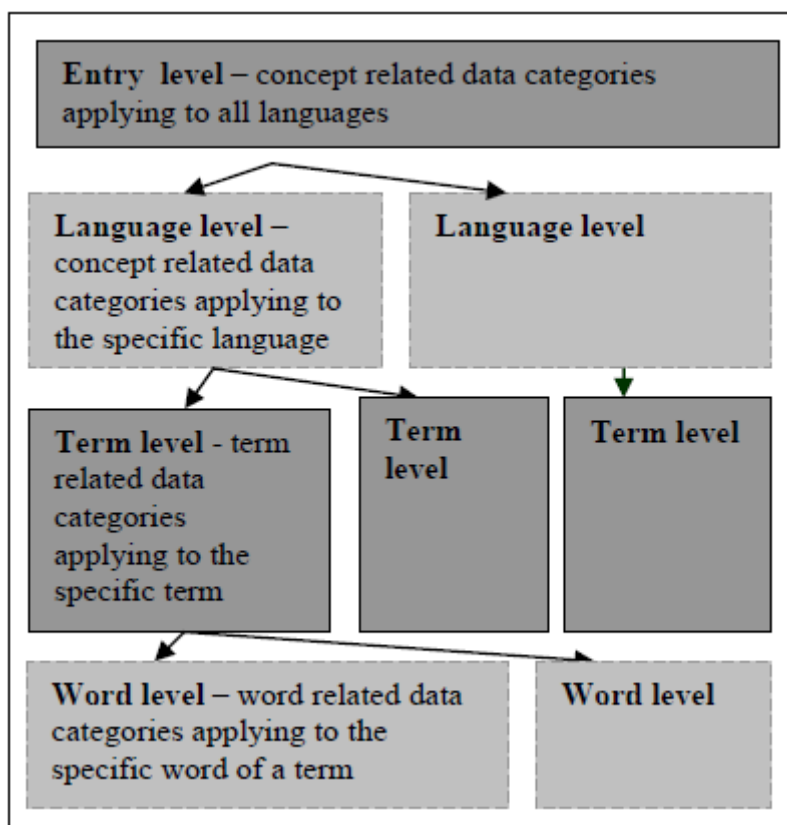 Entry level – concept related data categories
applying to all languages
Language level –
concept related data
categories applying to
the specific language
Language level
Term level - term
related data
categories
applying to the
specific term
Term
level
Term level
Word level – word related data
categories applying to the
specific word of a term
Word level